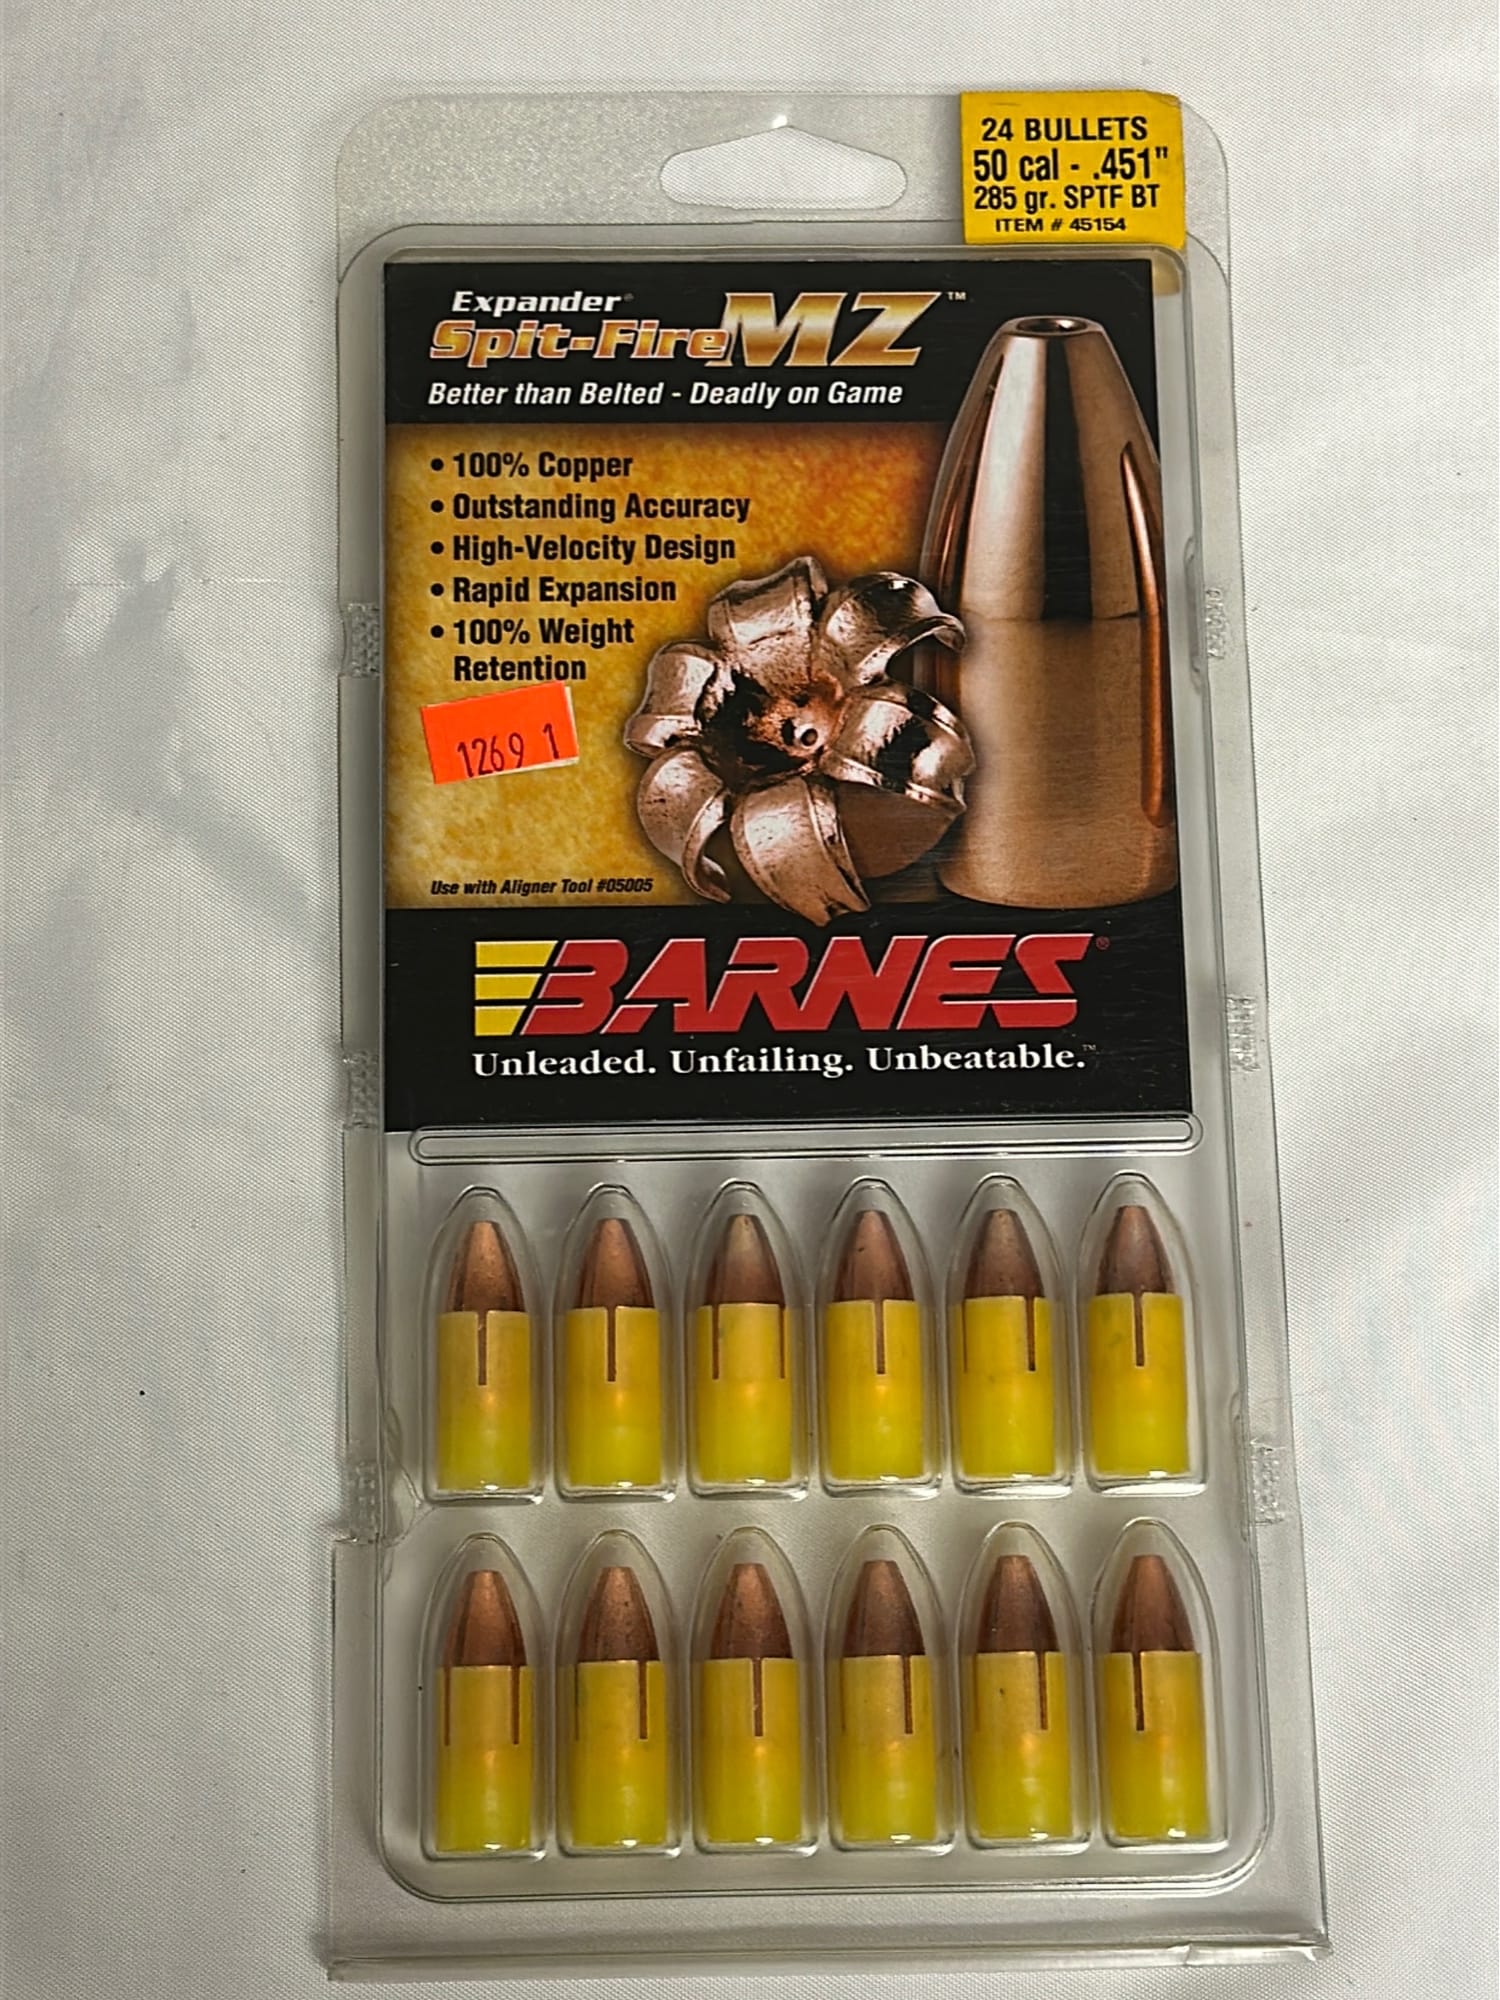 24 BULLETS
50 cal - .451"
285 gr. SPTF BT
ITEM # 45154
Expander®
Spit-Fire MZ™
Better than Belted - Deadly on Game
• 100% Copper
• Outstanding Accuracy
• High-Velocity Design
• Rapid Expansion
• 100% Weight
Retention
1269 1
Use with Aligner Tool #05005
BARNES®
Unleaded. Unfailing. Unbeatable.™